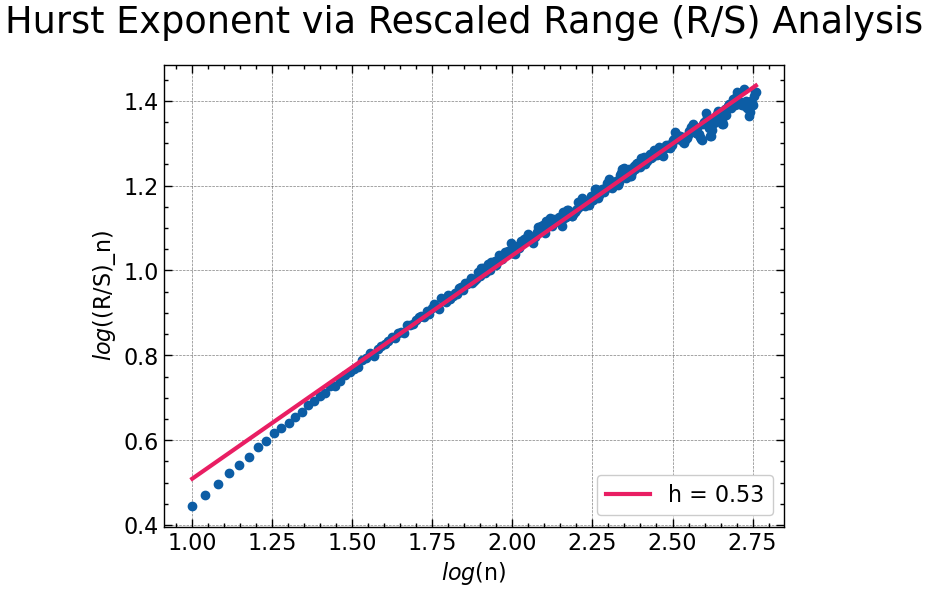 Hurst Exponent via Rescaled Range (R/S) Analysis
log((R/S)_n)
1.4
1.2
1.0
0.8
0.6
0.4
h = 0.53
1.00 1.25 1.50 1.75 2.00 2.25 2.50 2.75
log(n)